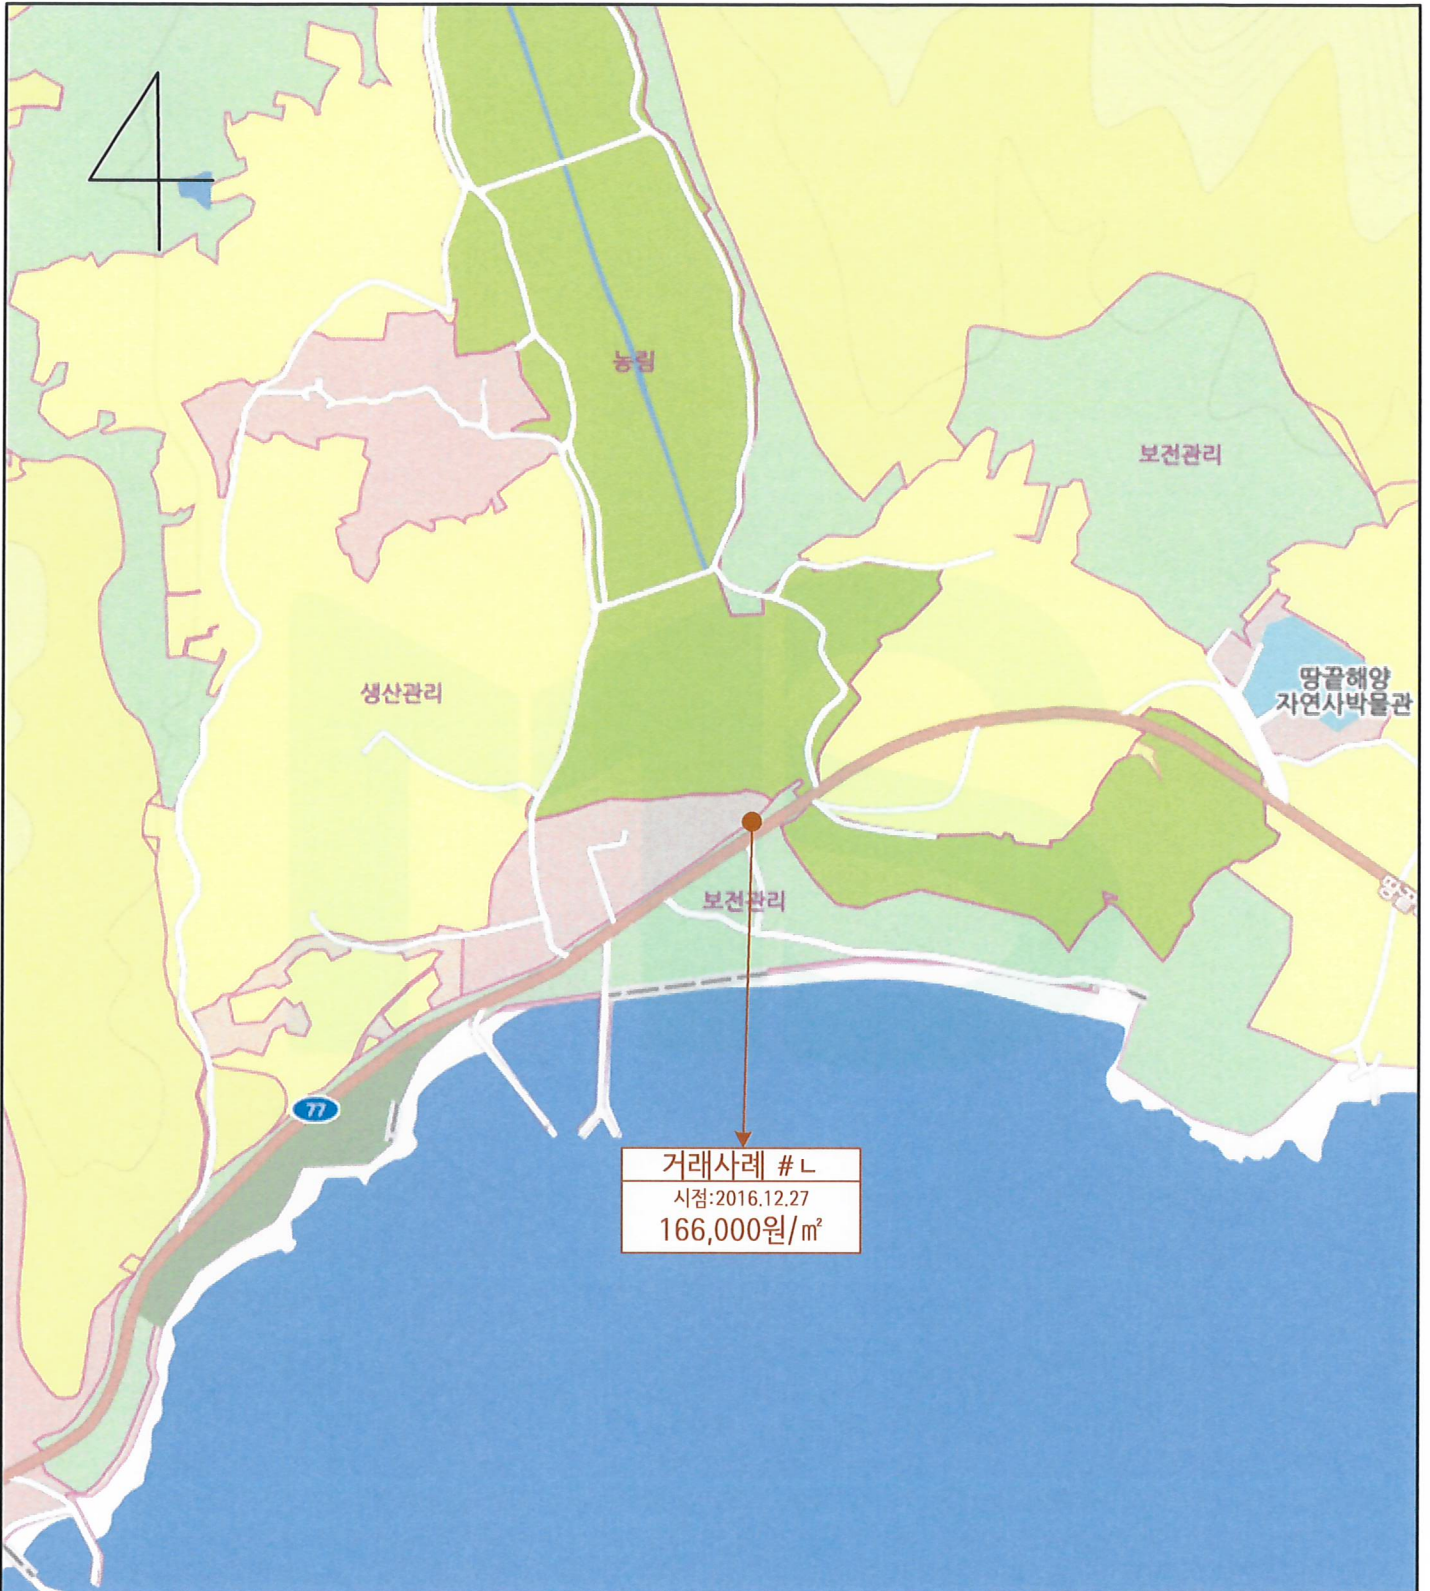 농림
보전관리
땅끝해양
자연사박물관
생산관리
보전관리
77
거래사례 #ㄴ
시점:2016.12.27
166,000원/㎡